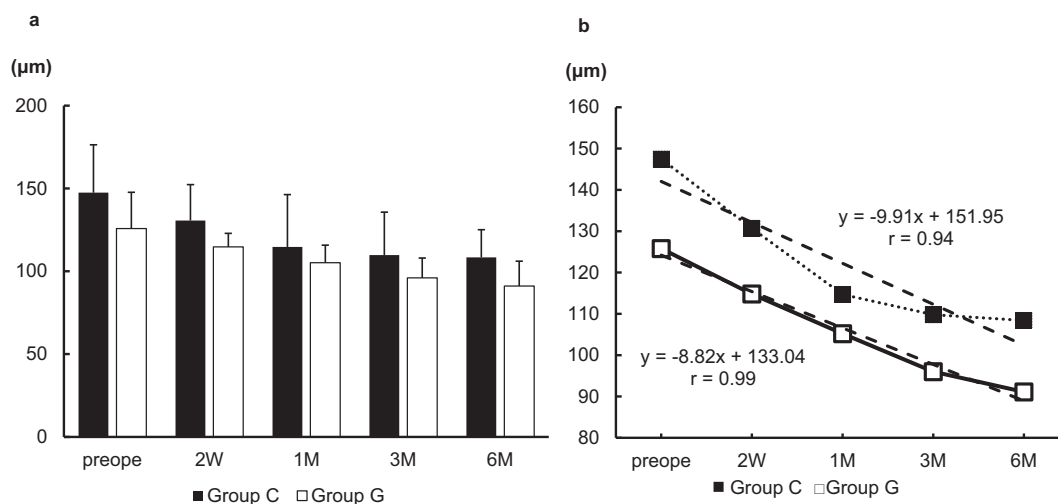 a
(μm)
200
150
100
50
0
preope 2W 1M 3M 6M
Group C Group G
b
(μm)
160
150
140
130
120
110
100
90
80
y = -9.91x + 151.95
r = 0.94
y = -8.82x + 133.04
r = 0.99
preope 2W 1M 3M 6M
Group C Group G